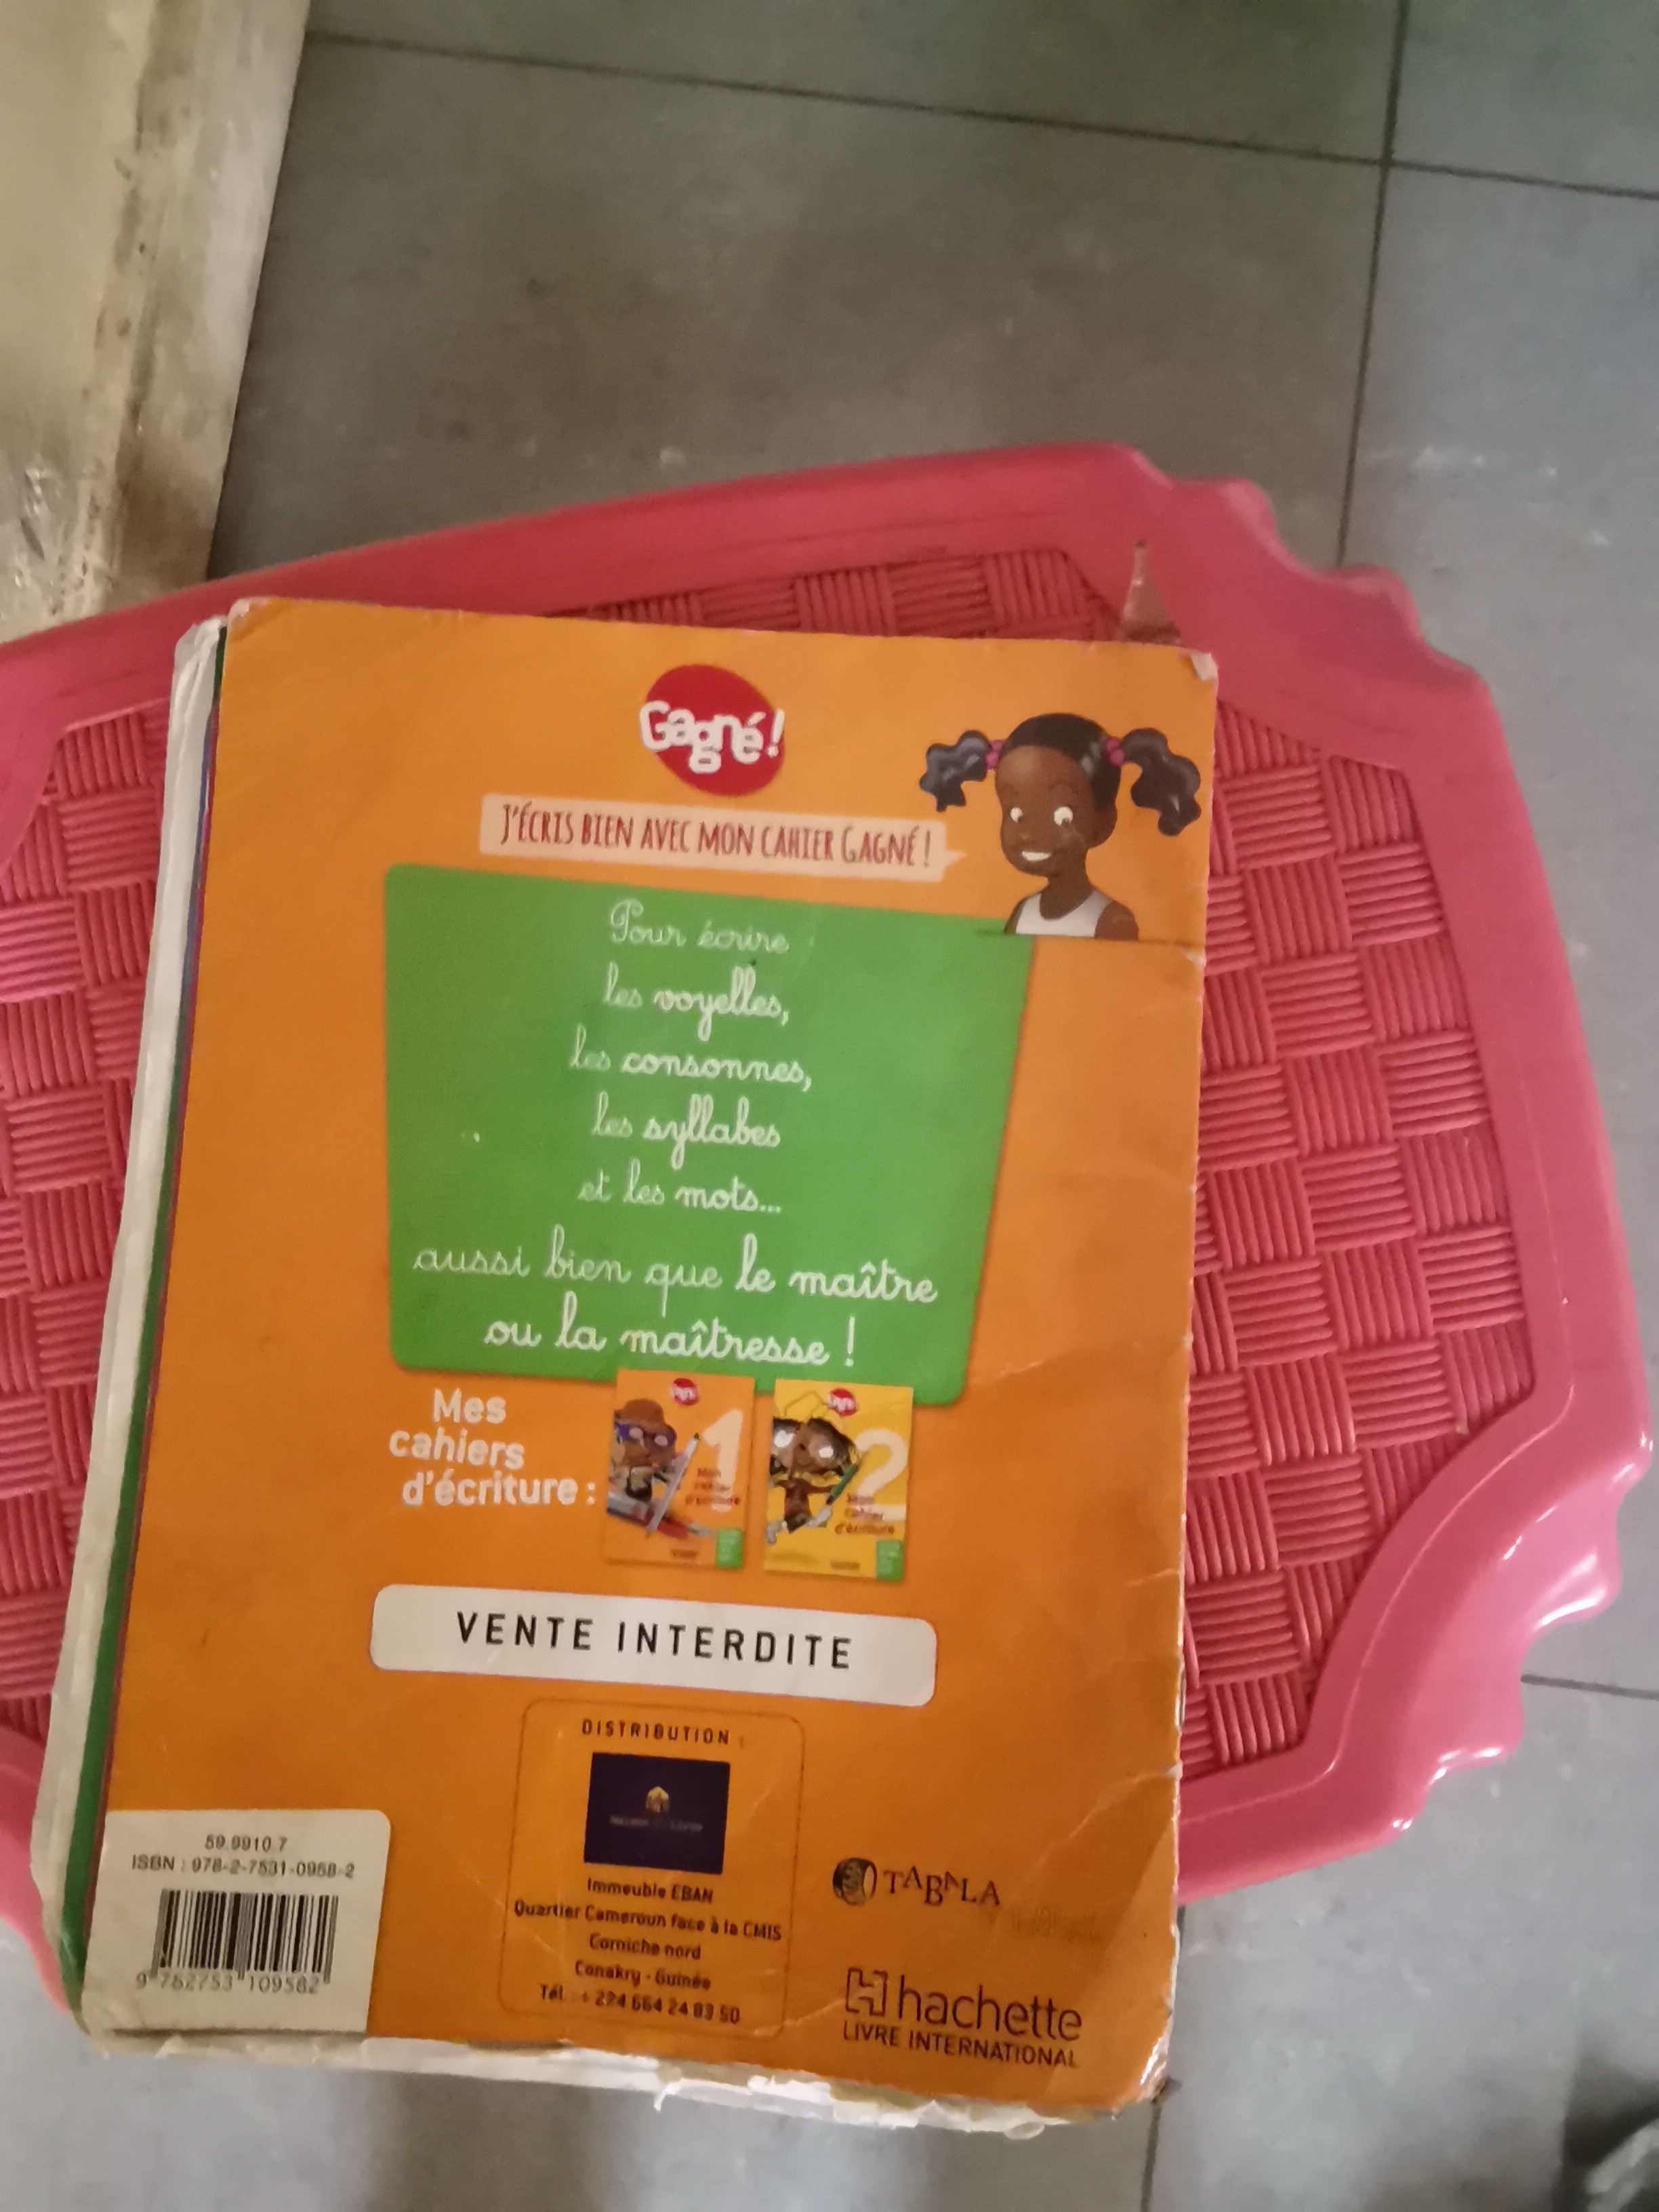 Gagné!
J'ÉCRIS BIEN AVEC MON CAHIER GAGNÉ !
Pour écrire
les voyelles,
les consonnes,
les syllabes
et les mots...
aussi bien que le maître
ou la maîtresse !
Mes
cahiers
d'écriture :
1
Mon
cahier
d'écriture
2
Mon
cahier
d'écriture
VENTE INTERDITE
DISTRIBUTION :
Immeuble EBAN
Quartier Cameroun face à la CMIS
Corniche nord
Conakry - Guinée
Tél. : + 224 664 24 83 50
59.9910.7
ISBN : 978-2-7531-0958-2
9 782753 109582
TABALA
hachette
LIVRE INTERNATIONAL